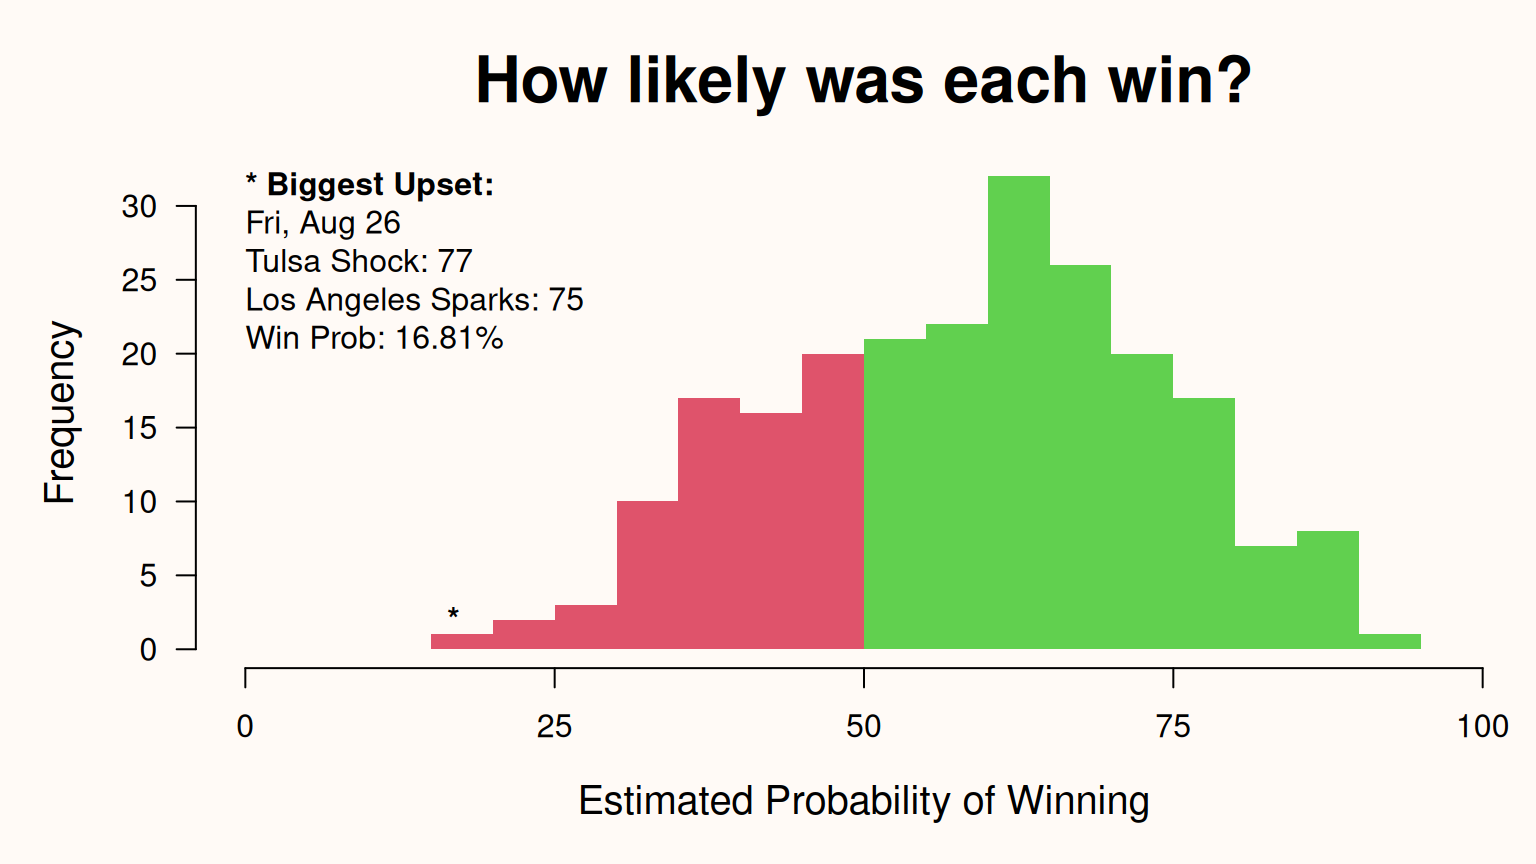 How likely was each win?
* Biggest Upset:
Fri, Aug 26
Tulsa Shock: 77
Los Angeles Sparks: 75
Win Prob: 16.81%
Frequency
30
25
20
15
10
5
0
*
0 25 50 75 100
Estimated Probability of Winning